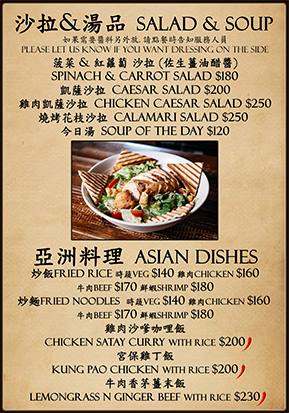 沙拉&湯品 SALAD & SOUP
如果需要醬料另外放, 請點餐時告知服務人員
PLEASE LET US KNOW IF YOU WANT DRESSING ON THE SIDE
菠菜 & 紅蘿蔔 沙拉 (佐生薑油醋醬)
SPINACH & CARROT SALAD $180
凱薩沙拉 CAESAR SALAD $200
雞肉凱薩沙拉 CHICKEN CAESAR SALAD $250
燒烤花枝沙拉 CALAMARI SALAD $250
今日湯 SOUP OF THE DAY $120
亞洲料理 ASIAN DISHES
炒飯FRIED RICE 時蔬VEG $140 雞肉CHICKEN $160
牛肉BEEF $170 鮮蝦SHRIMP $180
炒麵FRIED NOODLES 時蔬VEG $140 雞肉CHICKEN $160
牛肉BEEF $170 鮮蝦SHRIMP $180
雞肉沙嗲咖哩飯
CHICKEN SATAY CURRY WITH RICE $200
宮保雞丁飯
KUNG PAO CHICKEN WITH RICE $200
牛肉香茅薑米飯
LEMONGRASS N GINGER BEEF WITH RICE $230